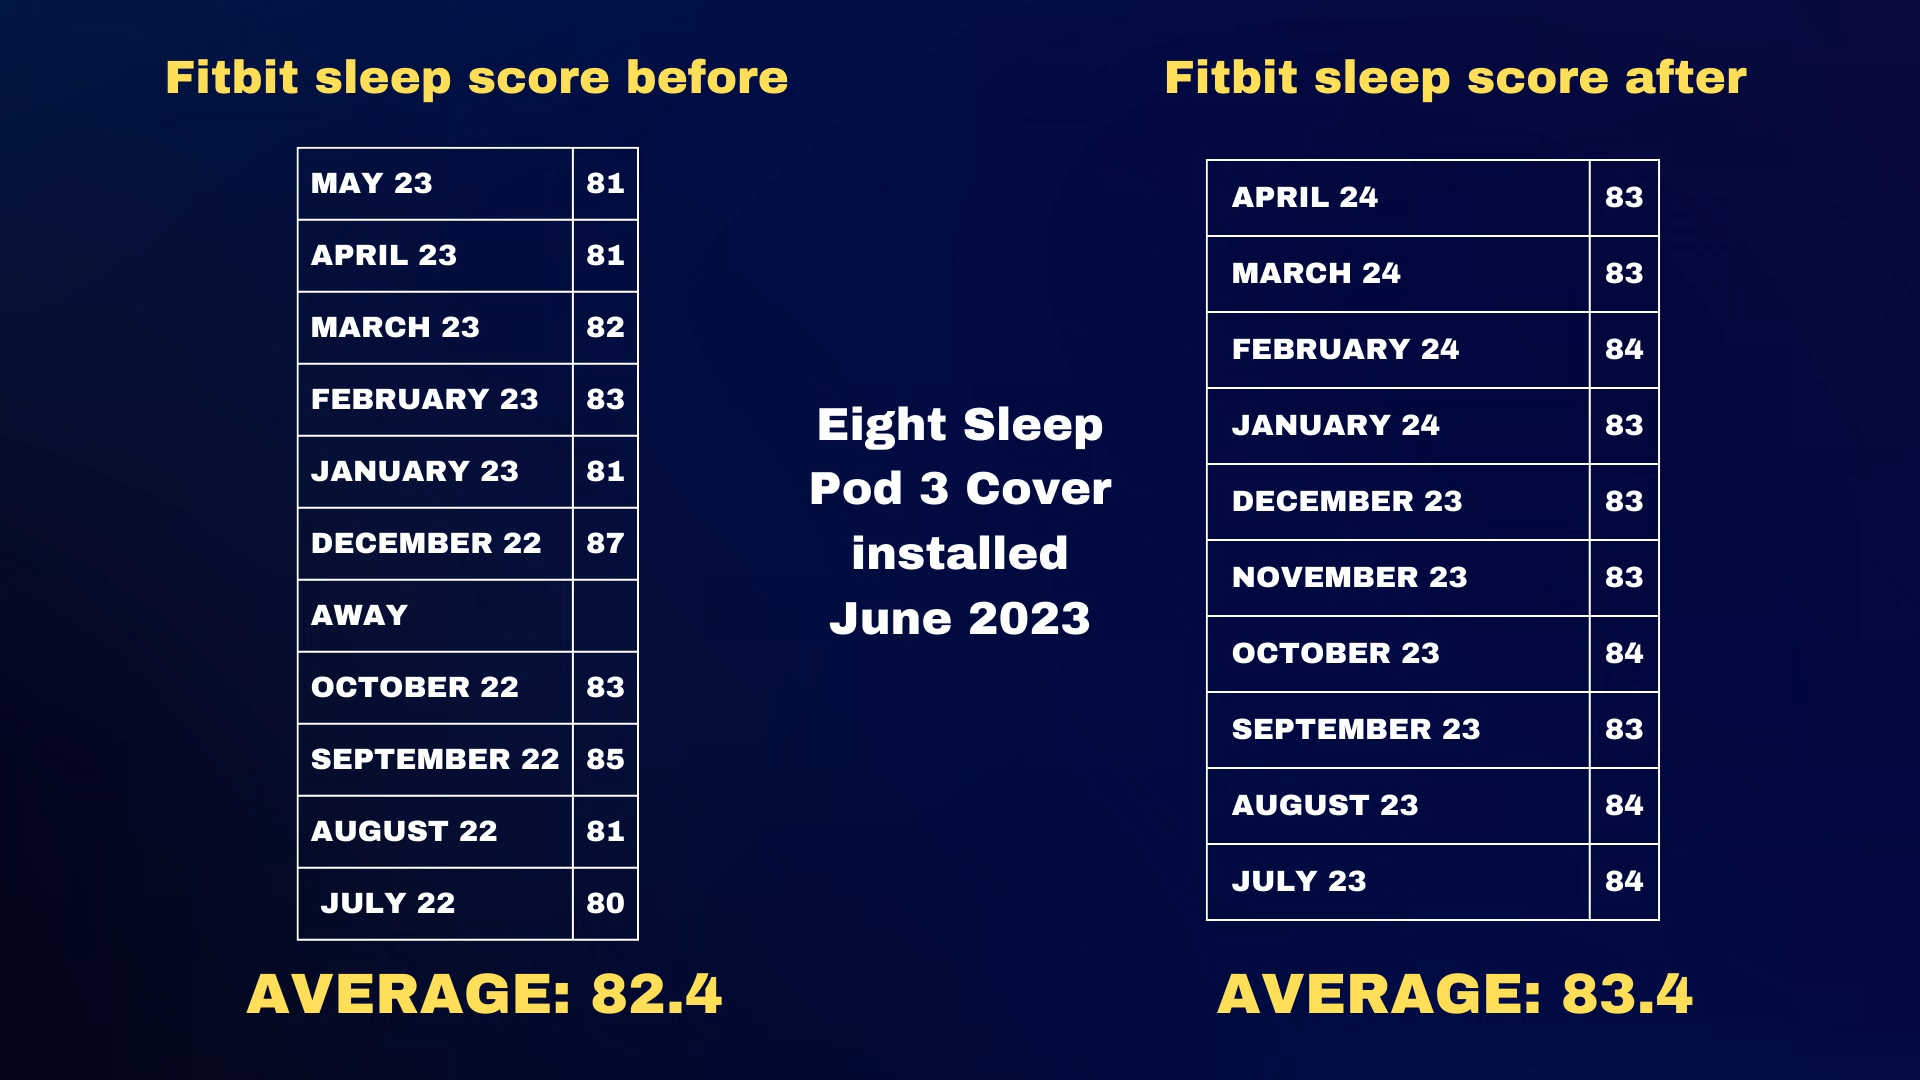 Fitbit sleep score before
MAY 23 81
APRIL 23 81
MARCH 23 82
FEBRUARY 23 83
JANUARY 23 81
DECEMBER 22 87
AWAY
OCTOBER 22 83
SEPTEMBER 22 85
AUGUST 22 81
JULY 22 80
AVERAGE: 82.4
Eight Sleep
Pod 3 Cover
installed
June 2023
Fitbit sleep score after
APRIL 24 83
MARCH 24 83
FEBRUARY 24 84
JANUARY 24 83
DECEMBER 23 83
NOVEMBER 23 83
OCTOBER 23 84
SEPTEMBER 23 83
AUGUST 23 84
JULY 23 84
AVERAGE: 83.4